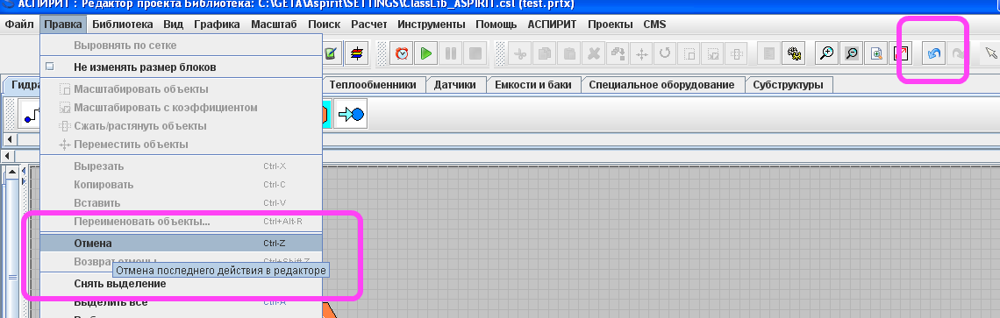 АСПИРИТ : Редактор проекта Библиотека: C:\GETA\Aspirit\SETTINGS\ClassLib_ASPIRIT.csl (test.prtx)
Файл Правка Библиотека Вид Графика Масштаб Поиск Расчет Инструменты Помощь АСПИРИТ Проекты CMS
Выровнять по сетке
Не изменять размер блоков
Теплообменники Датчики Емкости и баки Специальное оборудование Субструктуры
Масштабировать объекты
Масштабировать с коэффициентом
Сжать/растянуть объекты
Переместить объекты
Вырезать Ctrl-X
Копировать Ctrl-C
Вставить Ctrl-V
Переименовать объекты... Ctrl+Alt-R
Отмена Ctrl-Z
Возврат отмены Ctrl+Shift-Z
Отмена последнего действия в редакторе
Снять выделение
Выделить все Ctrl-A